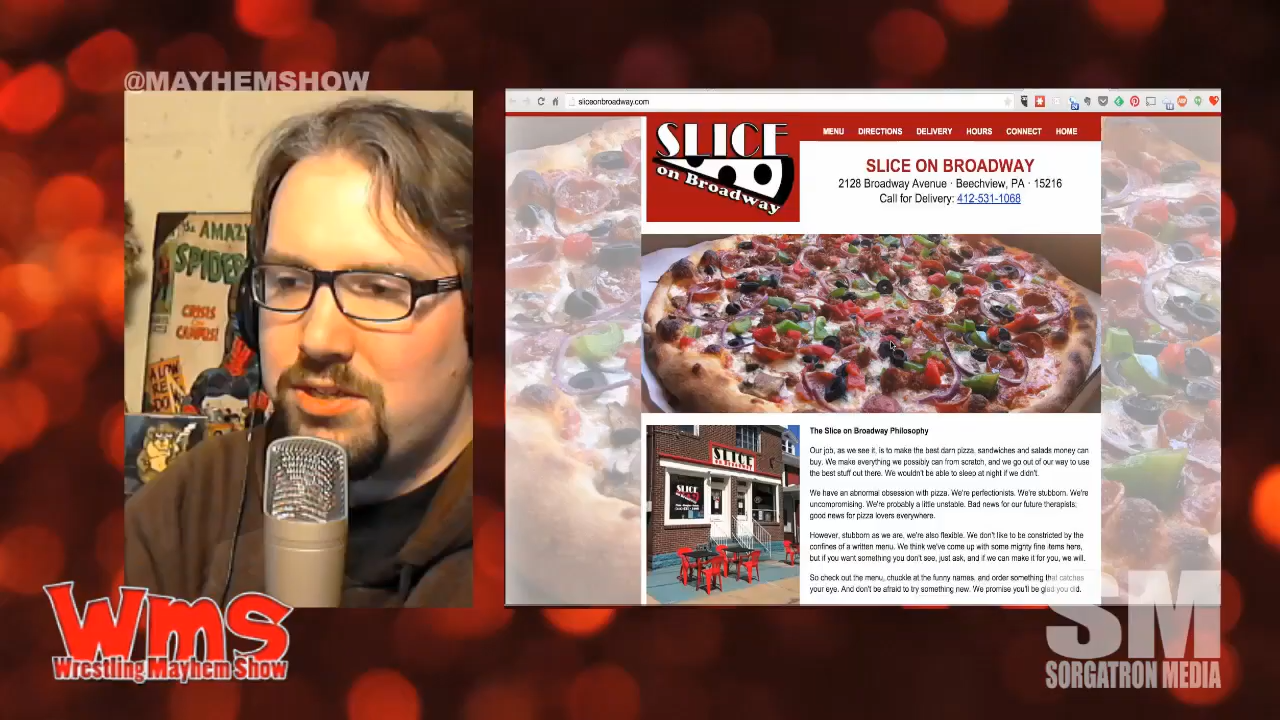 @MAYHEMSHOW
the AMAZ
SPIDER
CRISIS
CAMPUS!
sliceonbroadway.com
SLICE
on Broadway
MENU DIRECTIONS DELIVERY HOURS CONNECT HOME
SLICE ON BROADWAY
2128 Broadway Avenue · Beechview, PA · 15216
Call for Delivery: 412-531-1068
SLICE
SLICE
The Slice on Broadway Philosophy
Our job, as we see it, is to make the best darn pizza, sandwiches and salads money can
buy. We make everything we possibly can from scratch, and we go out of our way to use
the best stuff out there. We wouldn't be able to sleep at night if we didn't.
We have an abnormal obsession with pizza. We're perfectionists. We're stubborn. We're
uncompromising. We're probably a little unstable. Bad news for our future therapists;
good news for pizza lovers everywhere.
However, stubborn as we are, we're also flexible. We don't like to be constricted by the
confines of a written menu. We think we've come up with some mighty fine items here,
but if you want something you don't see, just ask, and if we can make it for you, we will.
So check out the menu, chuckle at the funny names, and order something that catches
your eye. And don't be afraid to try something new. We promise you'll be glad you did.
Wms
Wrestling Mayhem Show
SM
SORGATRON MEDIA